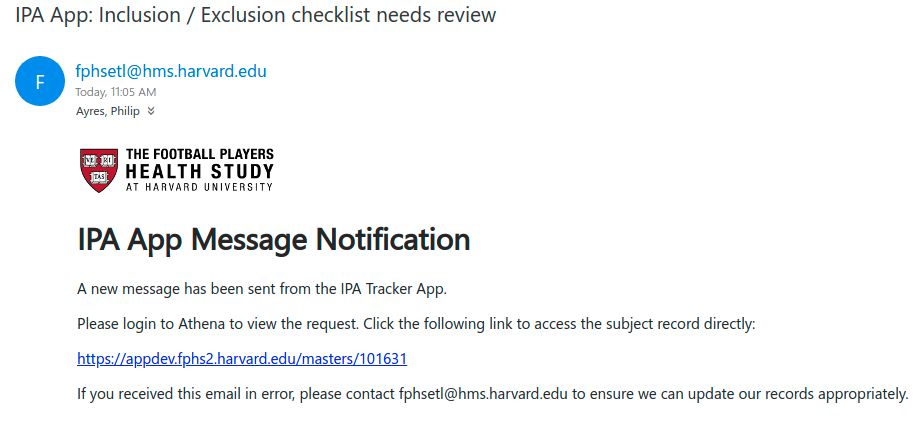 IPA App: Inclusion / Exclusion checklist needs review
F
fphsetl@hms.harvard.edu
Today, 11:05 AM
Ayres, Philip
VE RI
TAS
THE FOOTBALL PLAYERS
HEALTH STUDY
AT HARVARD UNIVERSITY
IPA App Message Notification
A new message has been sent from the IPA Tracker App.
Please login to Athena to view the request. Click the following link to access the subject record directly:
https://appdev.fphs2.harvard.edu/masters/101631
If you received this email in error, please contact fphsetl@hms.harvard.edu to ensure we can update our records appropriately.